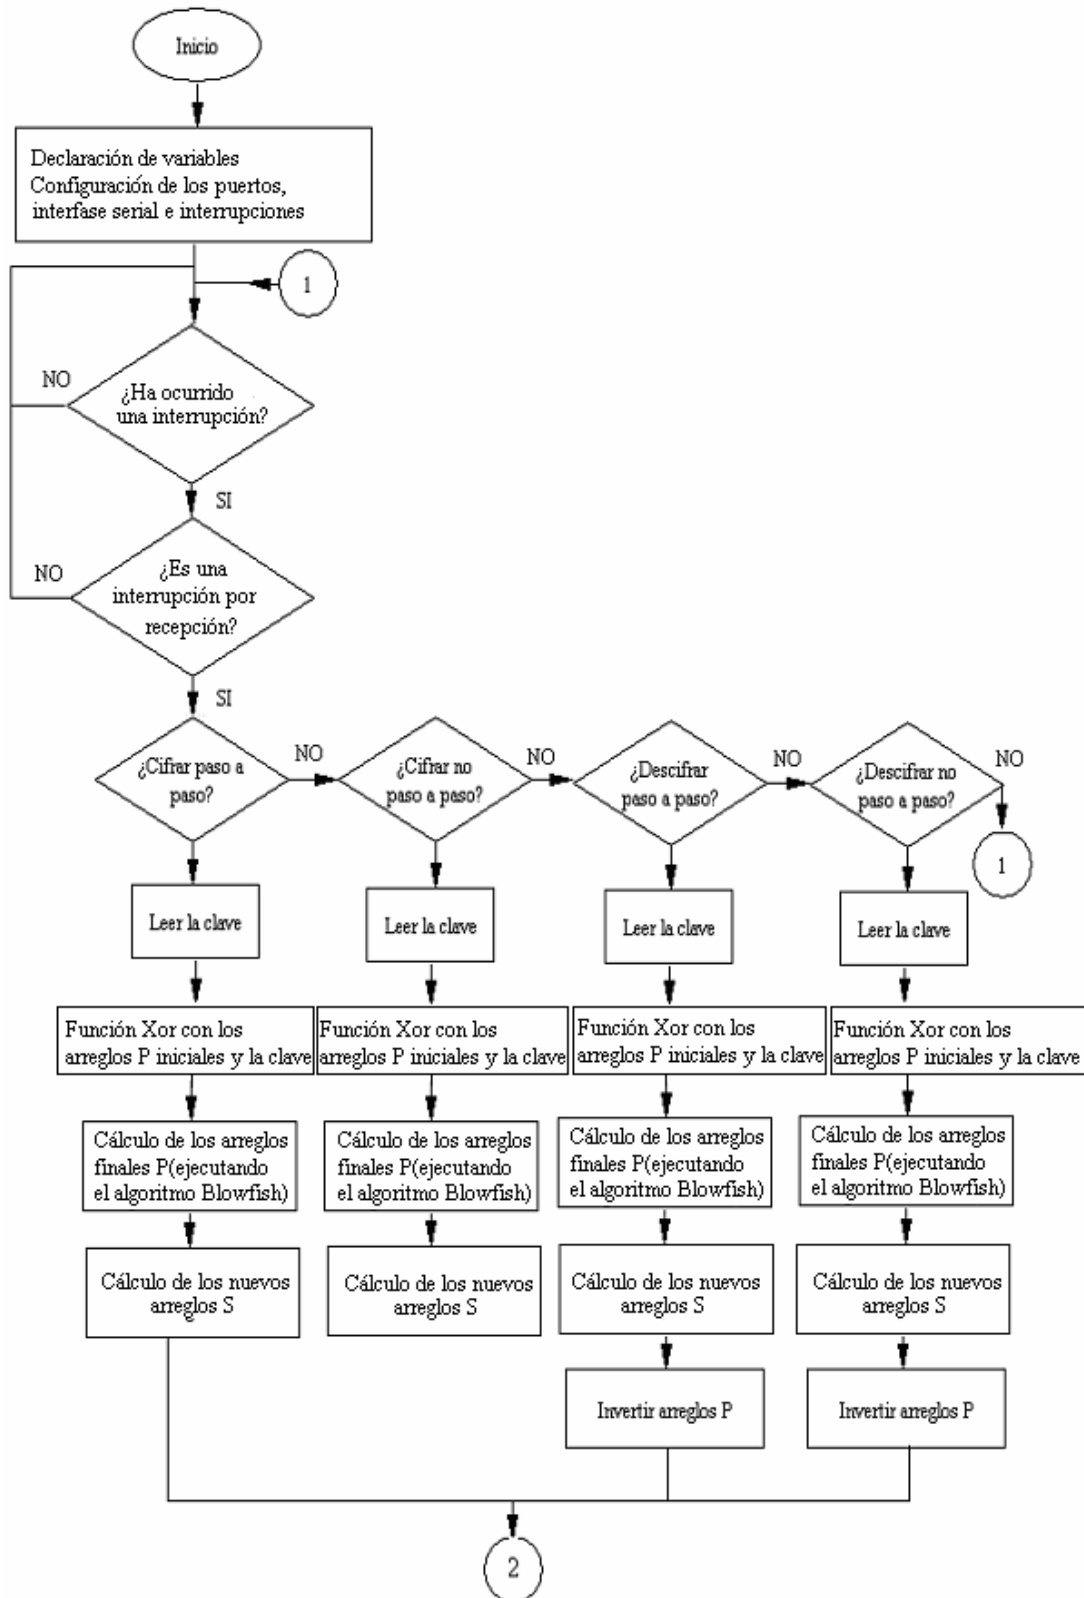 Inicio
Declaración de variables
Configuración de los puertos,
interfase serial e interrupciones
1
NO
¿Ha ocurrido
una interrupción?
SI
NO
¿Es una
interrupción por
recepción?
SI
¿Cifrar paso a
paso?
NO
¿Cifrar no
paso a paso?
NO
¿Descifrar
paso a paso?
NO
¿Descifrar no
paso a paso?
NO
1
Leer la clave
Leer la clave
Leer la clave
Leer la clave
Función Xor con los
arreglos P iniciales y la clave
Función Xor con los
arreglos P iniciales y la clave
Función Xor con los
arreglos P iniciales y la clave
Función Xor con los
arreglos P iniciales y la clave
Cálculo de los arreglos
finales P(ejecutando
el algoritmo Blowfish)
Cálculo de los arreglos
finales P(ejecutando
el algoritmo Blowfish)
Cálculo de los arreglos
finales P(ejecutando
el algoritmo Blowfish)
Cálculo de los arreglos
finales P(ejecutando
el algoritmo Blowfish)
Cálculo de los nuevos
arreglos S
Cálculo de los nuevos
arreglos S
Cálculo de los nuevos
arreglos S
Cálculo de los nuevos
arreglos S
Invertir arreglos P
Invertir arreglos P
2